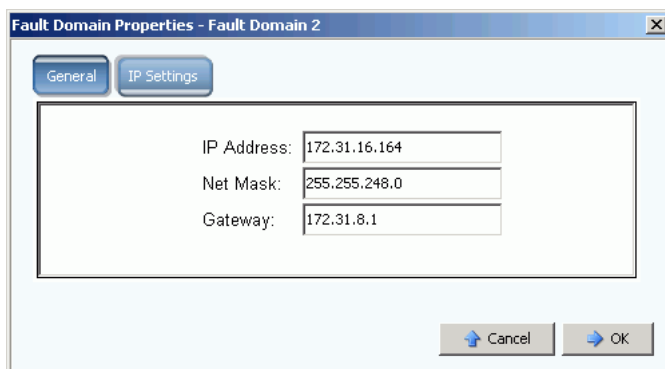 Fault Domain Properties - Fault Domain 2
General IP Settings
IP Address: 172.31.16.164
Net Mask: 255.255.248.0
Gateway: 172.31.8.1
Cancel OK